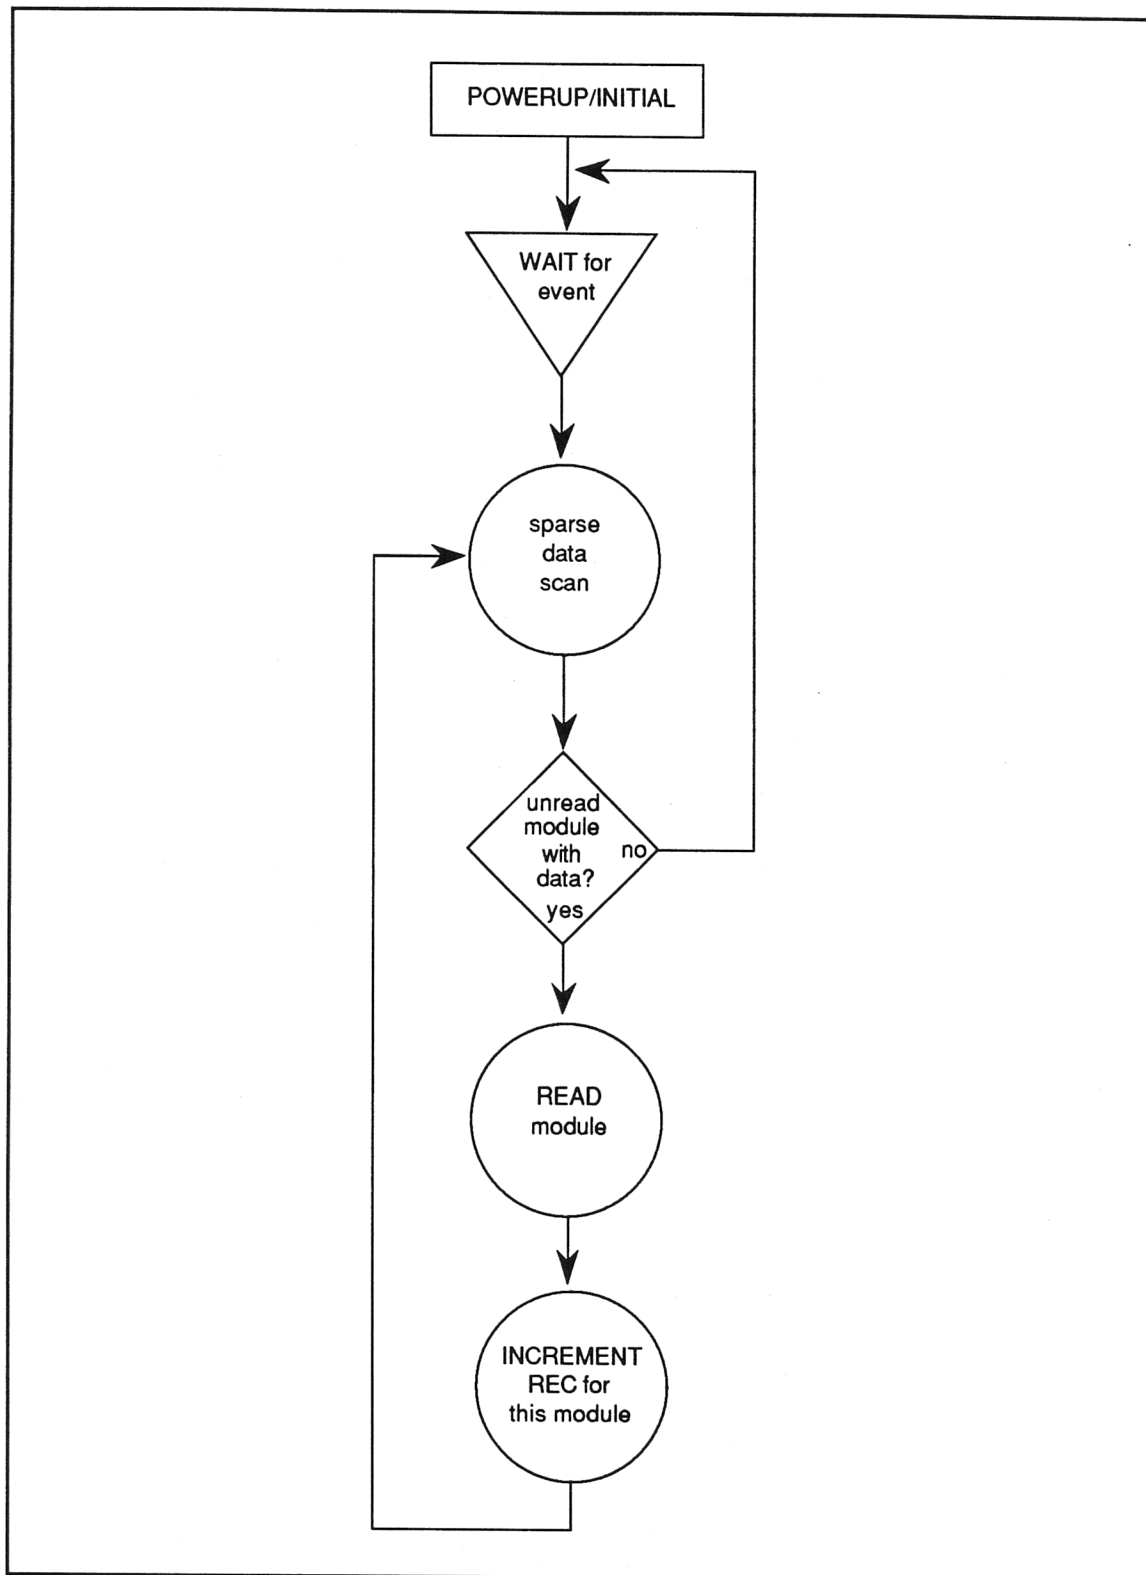 POWERUP/INITIAL
WAIT for
event
sparse
data
scan
unread
module
with
no
data?
yes
READ
module
INCREMENT
REC for
this module